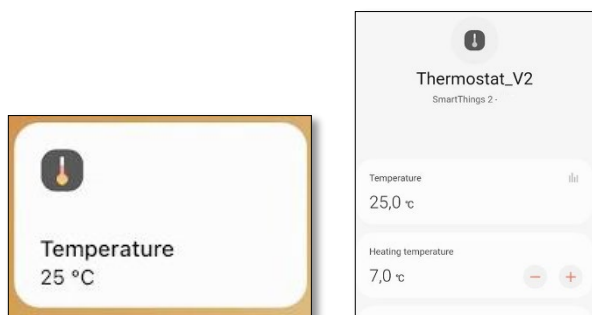 Temperature
25 °C
Thermostat_V2
SmartThings 2 -
Temperature
25,0 °C
Heating temperature
7,0 °C